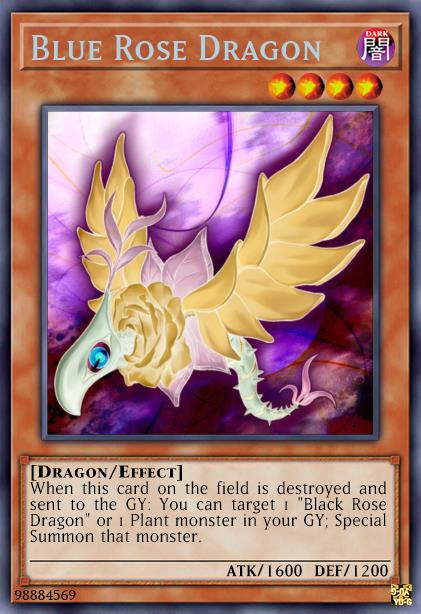 Blue Rose Dragon
DARK
闇
[Dragon/Effect]
When this card on the field is destroyed and
sent to the GY: You can target 1 "Black Rose
Dragon" or 1 Plant monster in your GY; Special
Summon that monster.
ATK/1600 DEF/1200
98884569